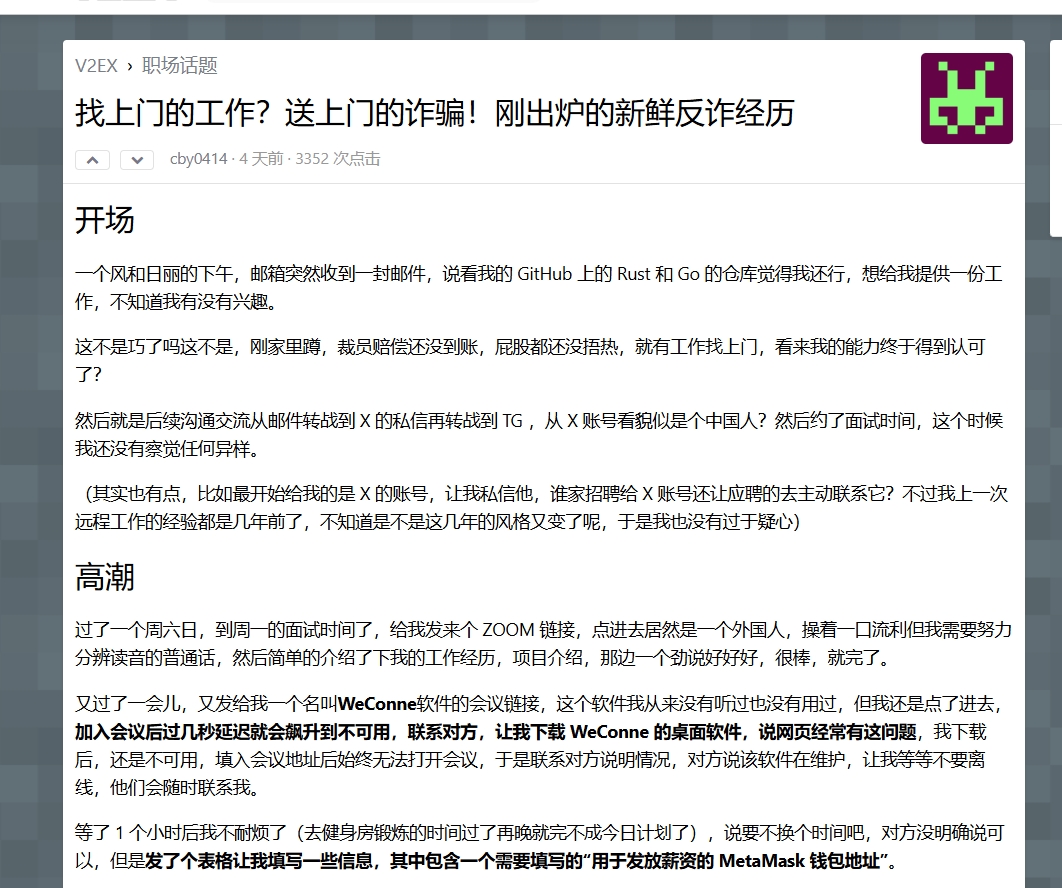 V2EX › 职场话题
找上门的工作？送上门的诈骗！刚出炉的新鲜反诈经历
cby0414 · 4 天前 · 3352 次点击
开场
一个风和日丽的下午，邮箱突然收到一封邮件，说看我的 GitHub 上的 Rust 和 Go 的仓库觉得我还行，想给我提供一份工
作，不知道我有没有兴趣。
这不是巧了吗这不是，刚家里蹲，裁员赔偿还没到账，屁股都还没捂热，就有工作找上门，看来我的能力终于得到认可
了？
然后就是后续沟通交流从邮件转战到 X 的私信再转战到 TG ，从 X 账号看貌似是个中国人？然后约了面试时间，这个时候
我还没有察觉任何异样。
（其实也有点，比如最开始给我的是 X 的账号，让我私信他，谁家招聘给 X 账号还让应聘的去主动联系它？不过我上一次
远程工作的经验都是几年前了，不知道是不是这几年的风格又变了呢，于是我也没有过于疑心）
高潮
过了一个周六日，到周一的面试时间了，给我发来个 ZOOM 链接，点进去居然是一个外国人，操着一口流利但我需要努力
分辨读音的普通话，然后简单的介绍了下我的工作经历，项目介绍，那边一个劲说好好好，很棒，就完了。
又过了一会儿，又发给我一个名叫WeConne软件的会议链接，这个软件我从来没有听过也没有用过，但我还是点了进去，
加入会议后过几秒延迟就会飙升到不可用，联系对方，让我下载 WeConne 的桌面软件，说网页经常有这问题，我下载
后，还是不可用，填入会议地址后始终无法打开会议，于是联系对方说明情况，对方说该软件在维护，让我等等不要离
线，他们会随时联系我。
等了 1 个小时后我不耐烦了（去健身房锻炼的时间过了再晚就完不成今日计划了），说要不换个时间吧，对方没明确说可
以，但是发了个表格让我填写一些信息，其中包含一个需要填写的“用于发放薪资的 MetaMask 钱包地址”。